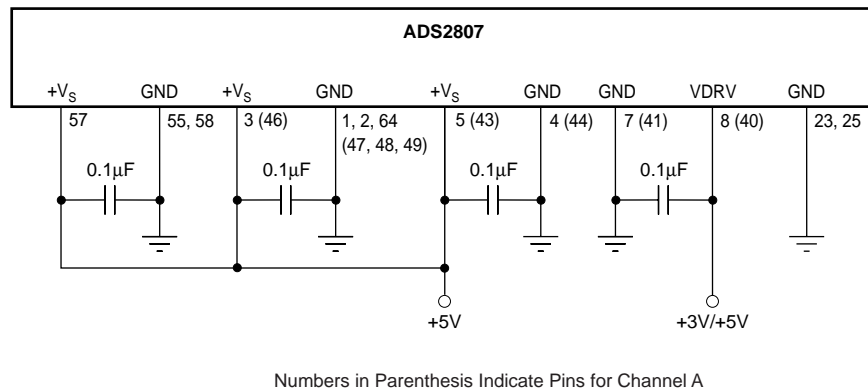 ADS2807
+VS GND +VS GND +VS GND GND VDRV GND
57 55, 58 3 (46) 1, 2, 64 5 (43) 4 (44) 7 (41) 8 (40) 23, 25
(47, 48, 49)
0.1µF 0.1µF 0.1µF 0.1µF
+5V +3V/+5V
Numbers in Parenthesis Indicate Pins for Channel A